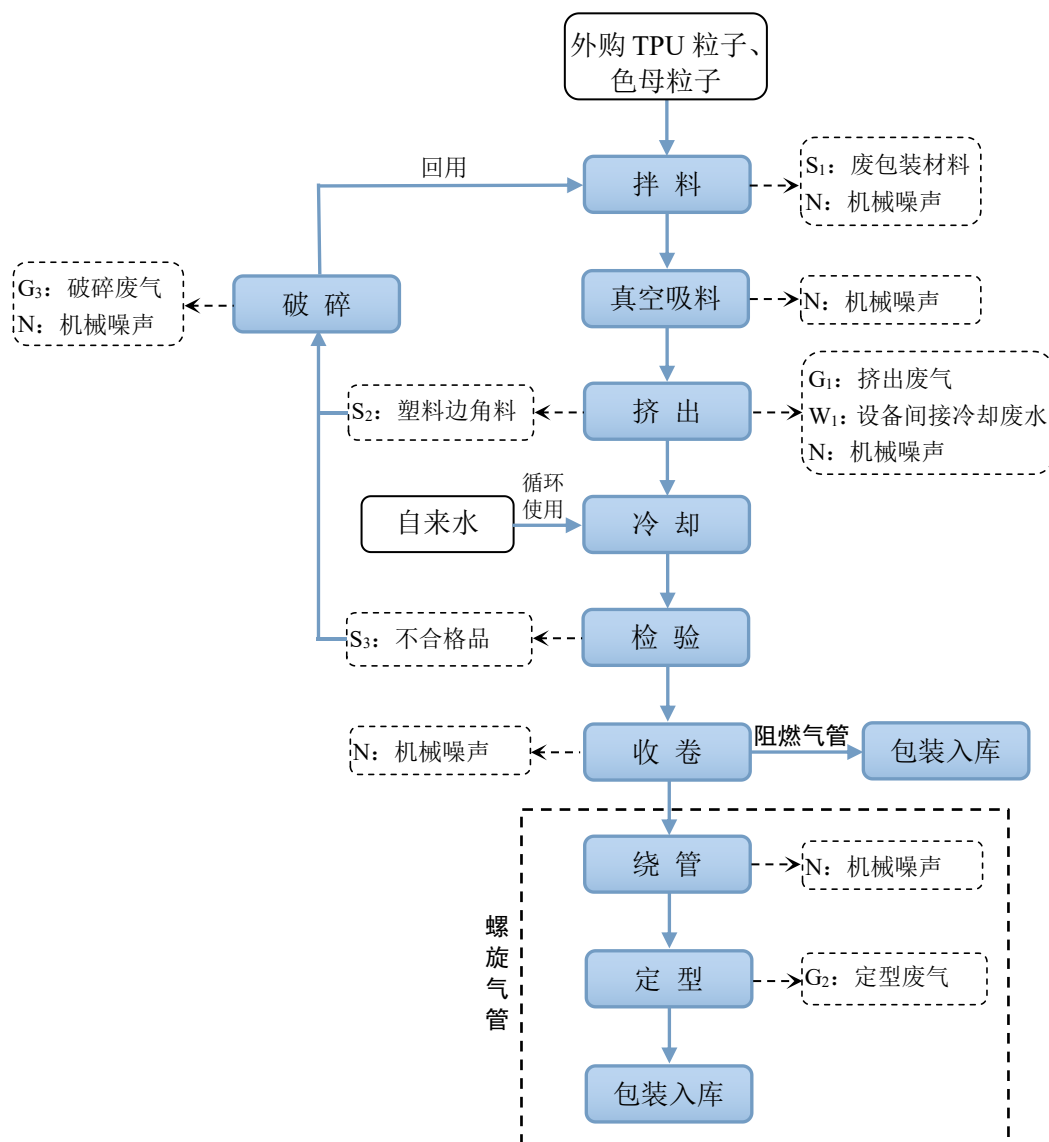 外购 TPU 粒子、
色母粒子
回用
拌 料
S₁：废包装材料
N：机械噪声
G₃：破碎废气
N：机械噪声
破 碎
真空吸料
N：机械噪声
S₂：塑料边角料
挤 出
G₁：挤出废气
W₁：设备间接冷却废水
N：机械噪声
自来水
循环
使用
冷 却
S₃：不合格品
检 验
N：机械噪声
收 卷
阻燃气管
包装入库
绕 管
N：机械噪声
螺
旋
气
管
定 型
G₂：定型废气
包装入库